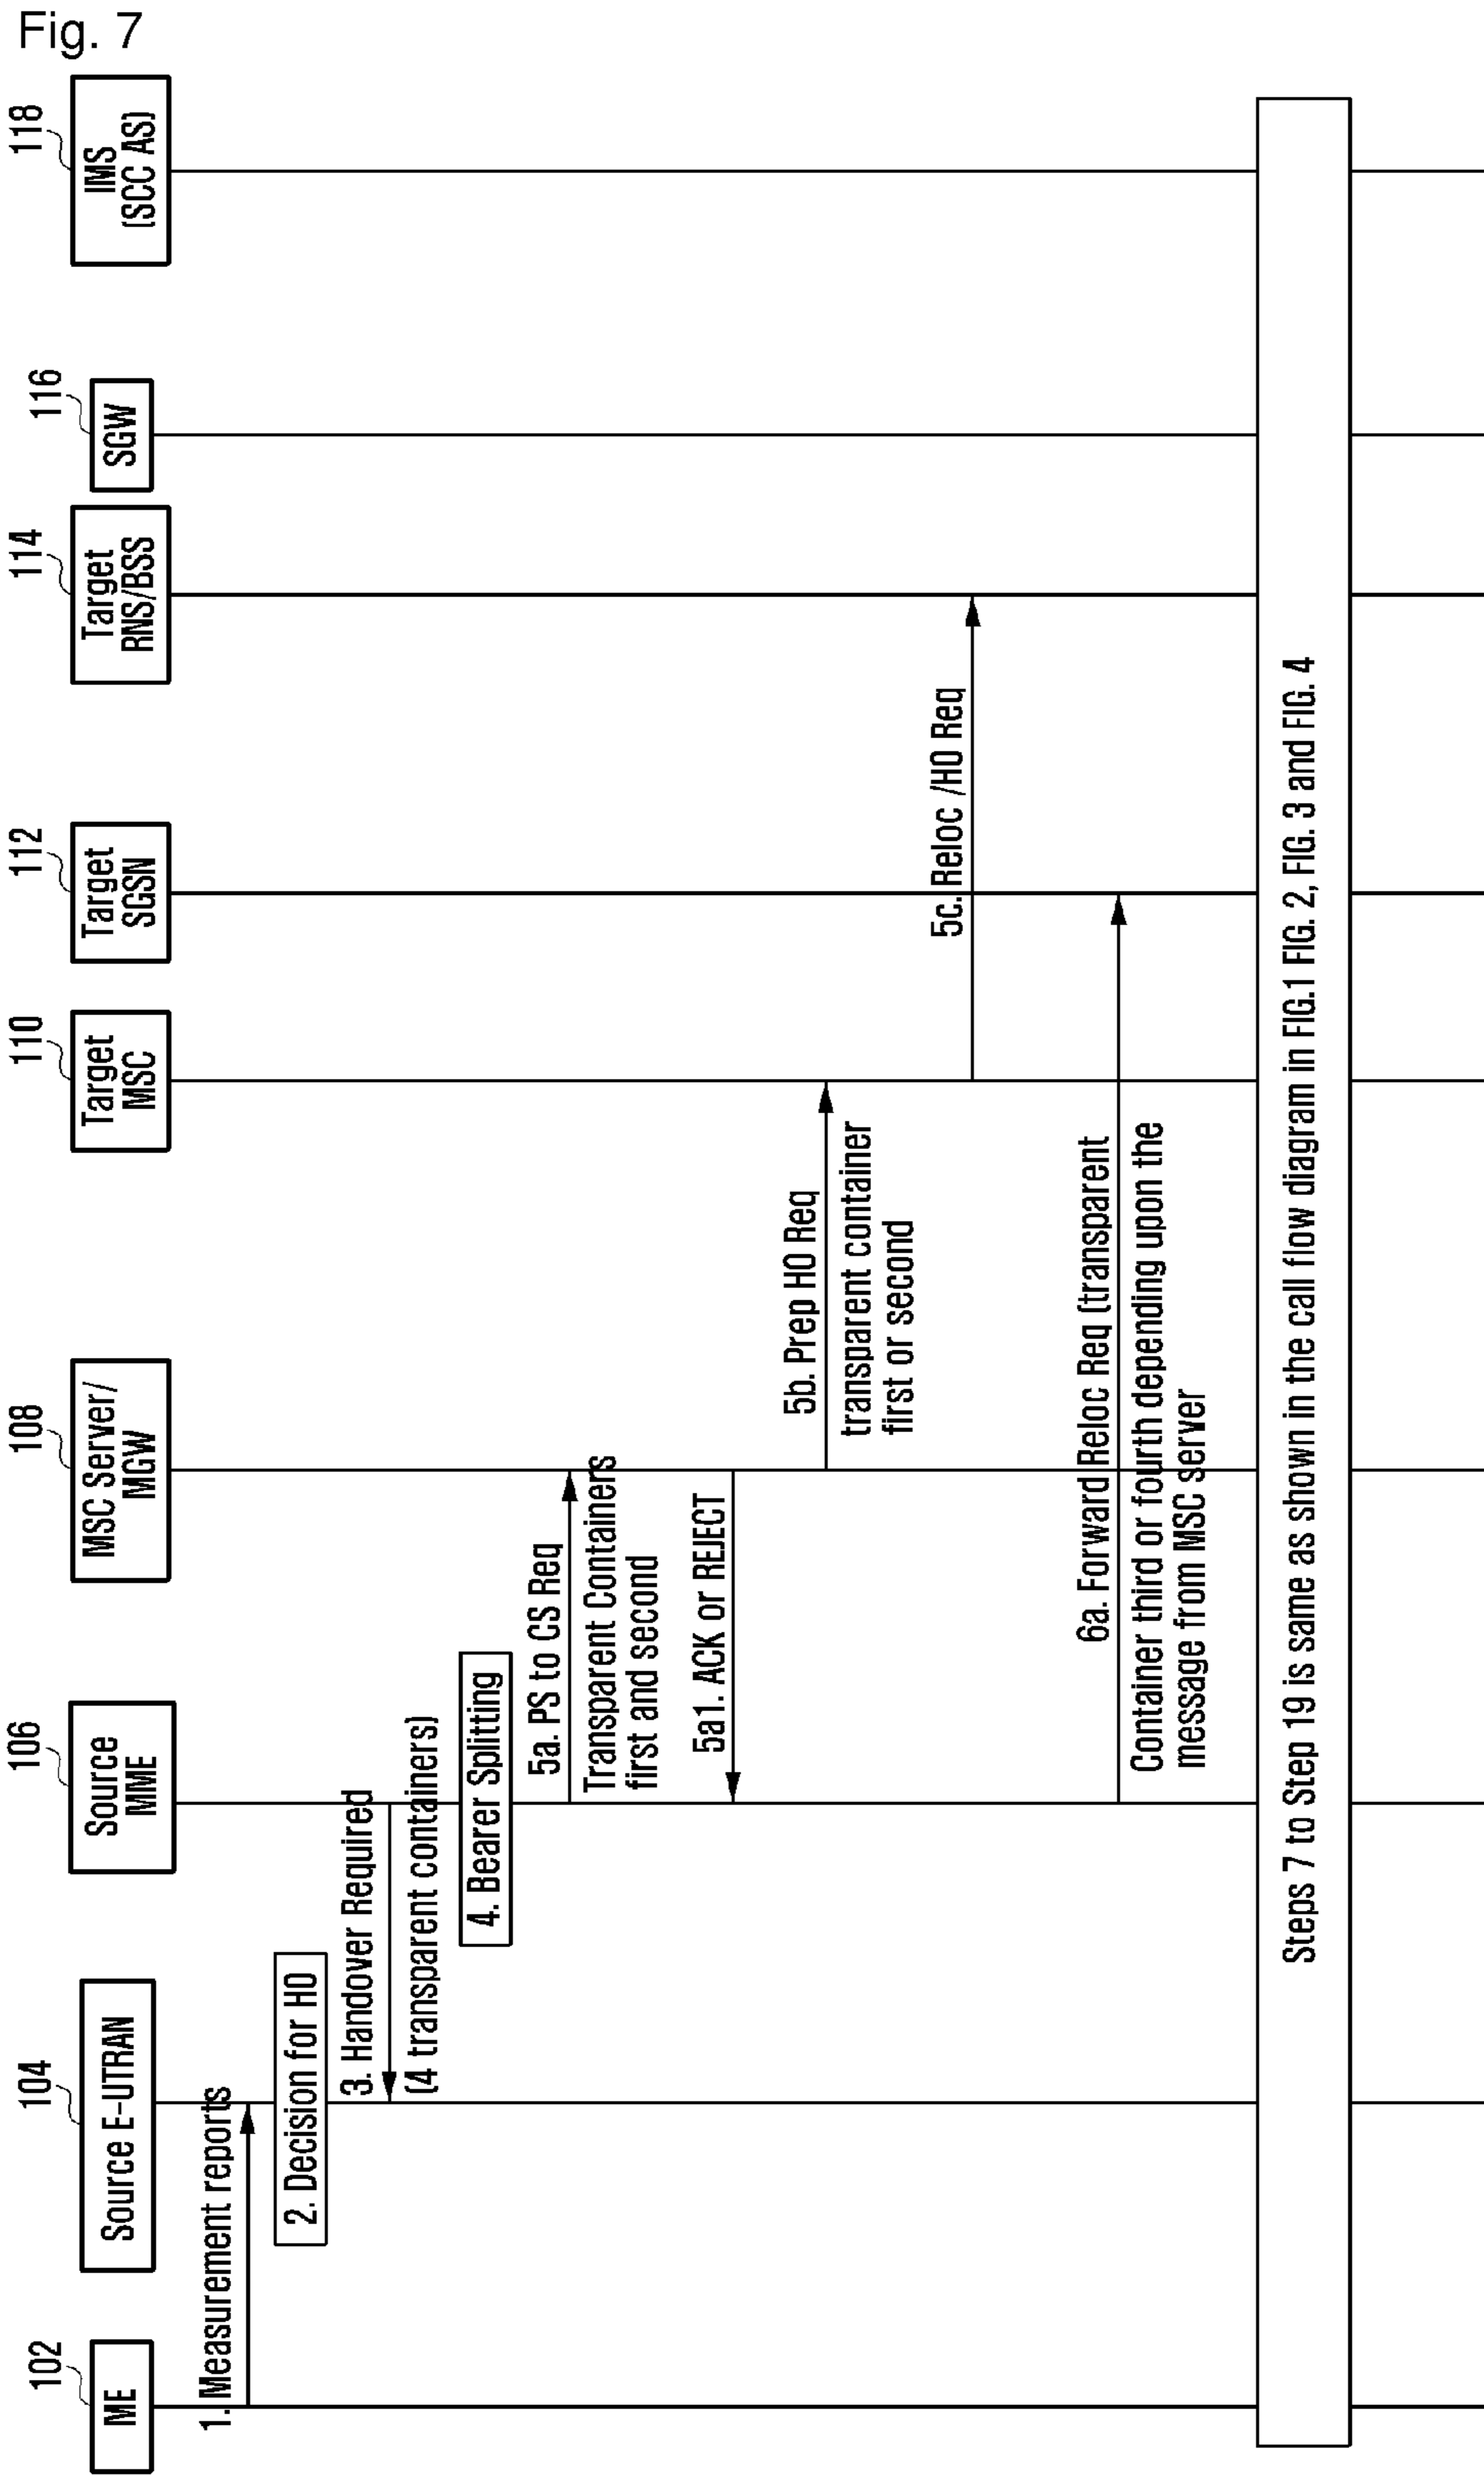 Fig. 7
102
ME
104
Source E-UTRAN
106
Source
MME
108
MSC Server/
MGW
110
Target
MSC
112
Target
SGSN
114
Target
RNS/BSS
116
SGW
118
IMS
(SCC AS)
1. Measurement reports
2. Decision for HO
3. Handover Required
(4 transparent containers)
4. Bearer Splitting
5a. PS to CS Req
Transparent Containers
first and second
5a1. ACK or REJECT
5b. Prep HO Req
transparent container
first or second
5c. Reloc /HO Req
6a. Forward Reloc Req (transparent
Container third or fourth depending upon the
message from MSC server
Steps 7 to Step 19 is same as shown in the call flow diagram in FIG.1 FIG. 2, FIG. 3 and FIG. 4